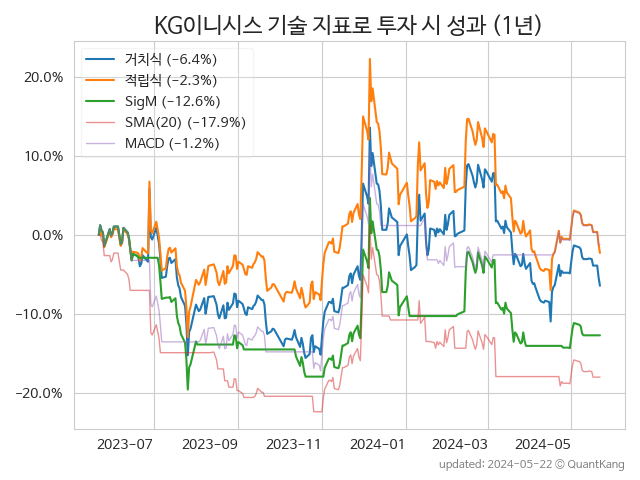 KG이니시스 기술 지표로 투자 시 성과 (1년)
거치식 (−6.4%)
적립식 (−2.3%)
SigM (−12.6%)
SMA(20) (−17.9%)
MACD (−1.2%)
20.0%
10.0%
0.0%
−10.0%
−20.0%
2023-07 2023-09 2023-11 2024-01 2024-03 2024-05
updated: 2024-05-22 © QuantKang